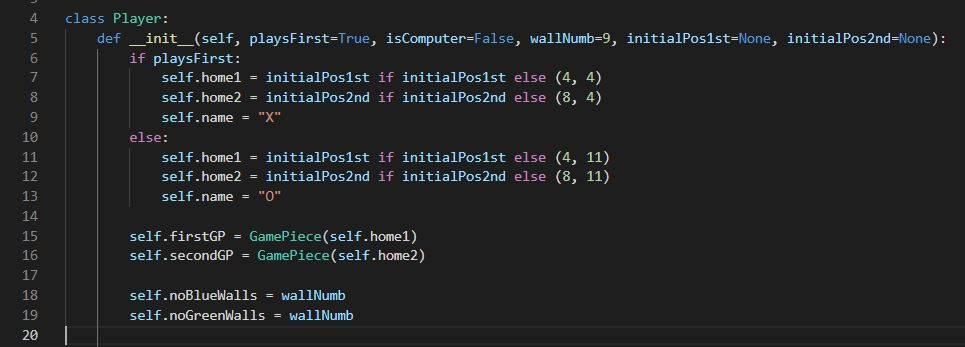 4 class Player:
5     def __init__(self, playsFirst=True, isComputer=False, wallNumb=9, initialPos1st=None, initialPos2nd=None):
6         if playsFirst:
7             self.home1 = initialPos1st if initialPos1st else (4, 4)
8             self.home2 = initialPos2nd if initialPos2nd else (8, 4)
9             self.name = "X"
10         else:
11             self.home1 = initialPos1st if initialPos1st else (4, 11)
12             self.home2 = initialPos2nd if initialPos2nd else (8, 11)
13             self.name = "O"
14
15         self.firstGP = GamePiece(self.home1)
16         self.secondGP = GamePiece(self.home2)
17
18         self.noBlueWalls = wallNumb
19         self.noGreenWalls = wallNumb
20